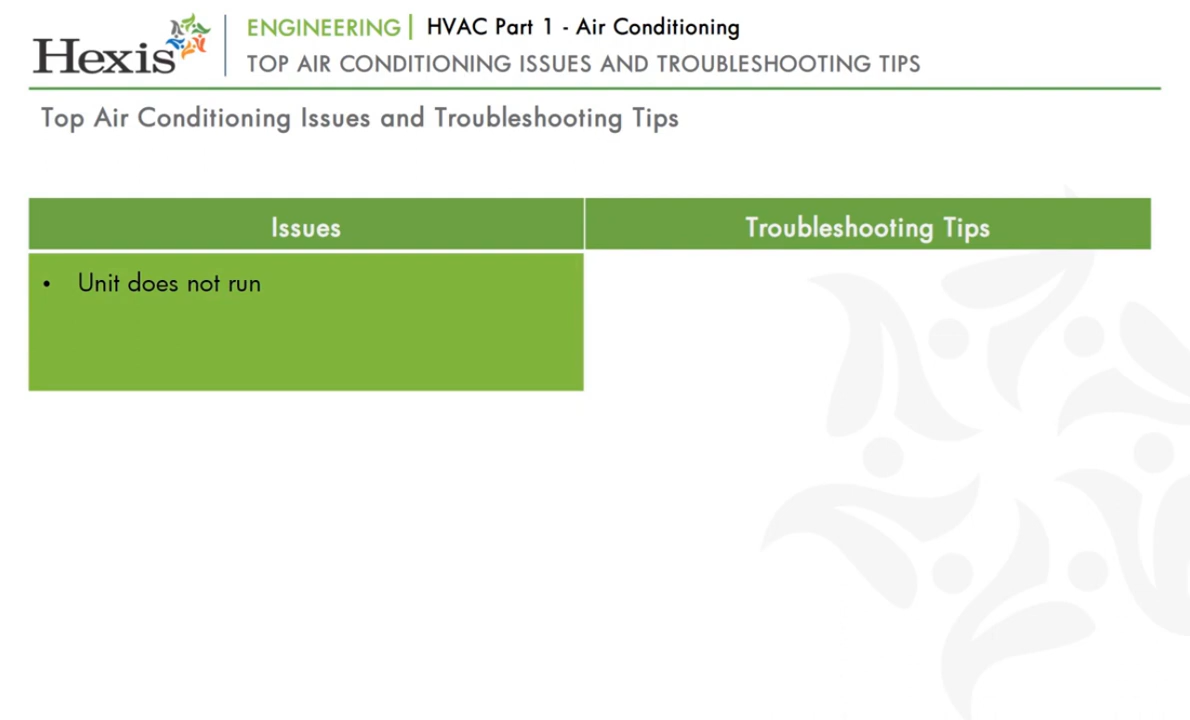 Hexis
ENGINEERING | HVAC Part 1 - Air Conditioning
TOP AIR CONDITIONING ISSUES AND TROUBLESHOOTING TIPS
Top Air Conditioning Issues and Troubleshooting Tips
Issues
Troubleshooting Tips
• Unit does not run